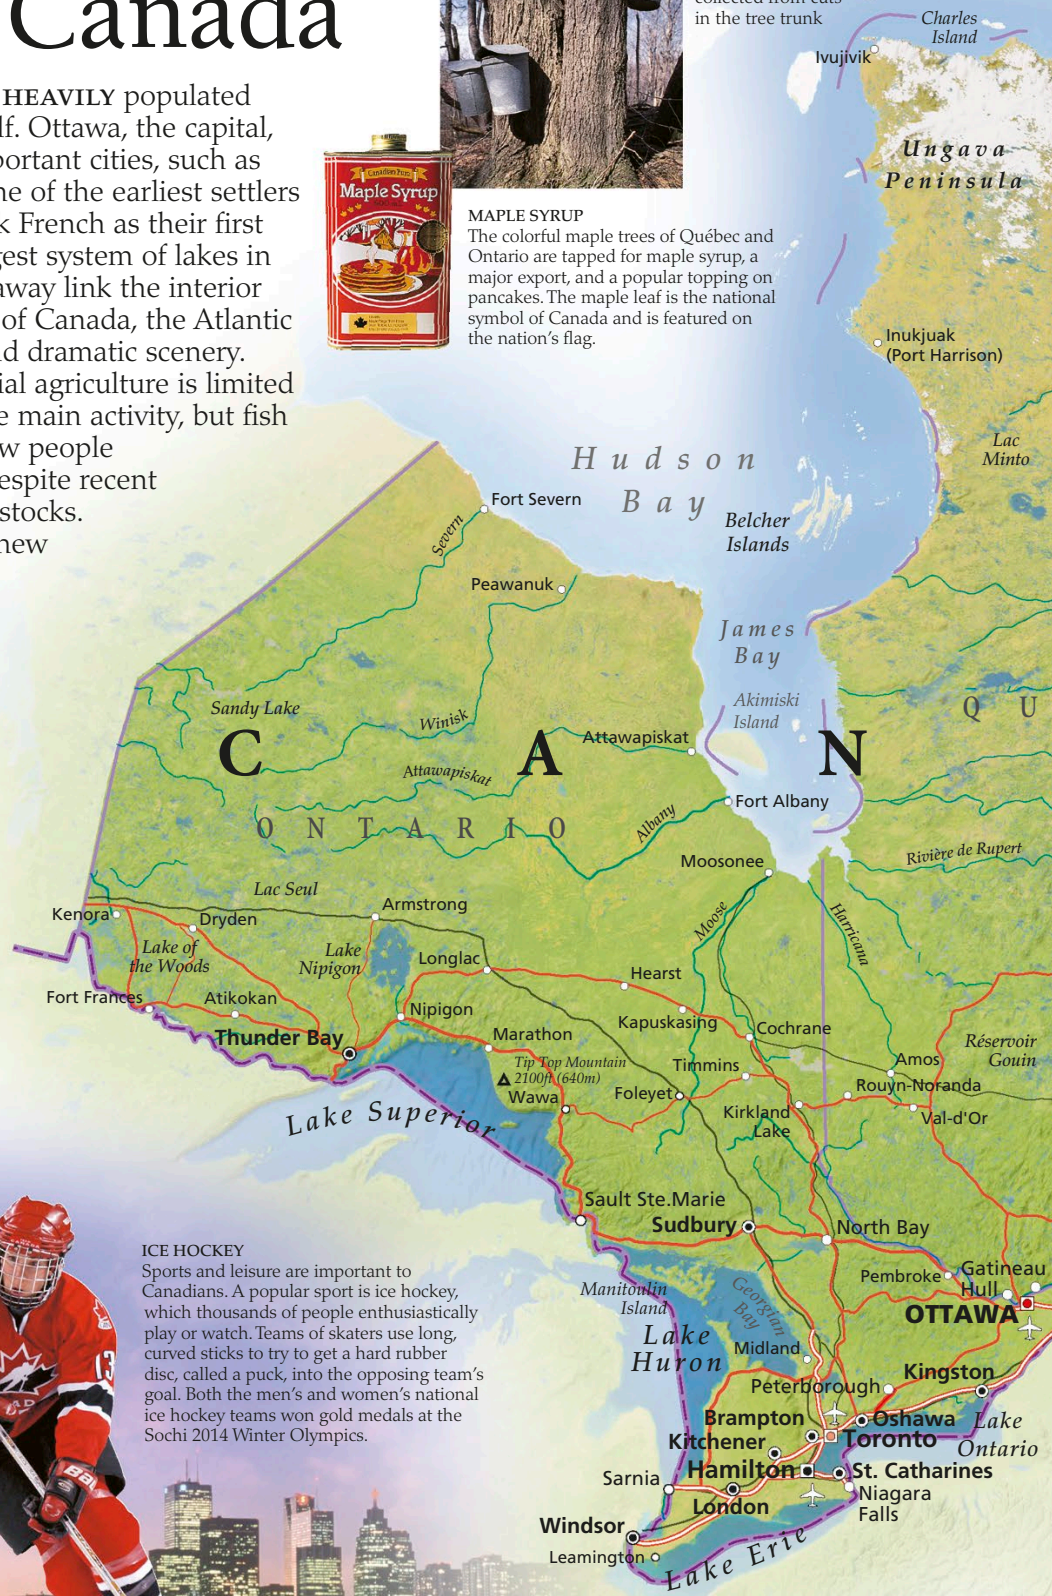 Canada
HEAVILY populated
lf. Ottawa, the capital,
portant cities, such as
ne of the earliest settlers
k French as their first
gest system of lakes in
away link the interior
of Canada, the Atlantic
nd dramatic scenery.
ial agriculture is limited
e main activity, but fish
w people
espite recent
stocks.
new
in the tree trunk
Maple Syrup
MAPLE SYRUP
The colorful maple trees of Québec and
Ontario are tapped for maple syrup, a
major export, and a popular topping on
pancakes. The maple leaf is the national
symbol of Canada and is featured on
the nation's flag.
Charles
Island
Ivujivik
Ungava
Peninsula
Inukjuak
(Port Harrison)
Lac
Minto
Hudson
Bay
Belcher
Islands
Fort Severn
Severn
Peawanuk
James
Bay
Akimiski
Island
Sandy Lake
Winisk
Attawapiskat
Q U
C A N
Attawapiskat
Fort Albany
Albany
ONTARIO
Moosonee
Rivière de Rupert
Lac Seul
Armstrong
Kenora
Dryden
Moose
Harricana
Lake of
the Woods
Lake
Nipigon
Longlac
Hearst
Fort Frances
Atikokan
Nipigon
Kapuskasing
Cochrane
Thunder Bay
Marathon
Réservoir
Gouin
Tip Top Mountain
2100ft (640m)
Timmins
Amos
Wawa
Foleyet
Rouyn-Noranda
Kirkland
Lake
Val-d'Or
Lake Superior
Sault Ste.Marie
Sudbury
North Bay
Pembroke
Gatineau
Hull
OTTAWA
Manitoulin
Island
Georgian
Bay
Lake
Huron
Midland
Kingston
Peterborough
Brampton
Oshawa
Lake
Ontario
Kitchener
Toronto
Hamilton
St. Catharines
Sarnia
London
Niagara
Falls
Windsor
Leamington
Lake Erie
ICE HOCKEY
Sports and leisure are important to
Canadians. A popular sport is ice hockey,
which thousands of people enthusiastically
play or watch. Teams of skaters use long,
curved sticks to try to get a hard rubber
disc, called a puck, into the opposing team's
goal. Both the men's and women's national
ice hockey teams won gold medals at the
Sochi 2014 Winter Olympics.
13